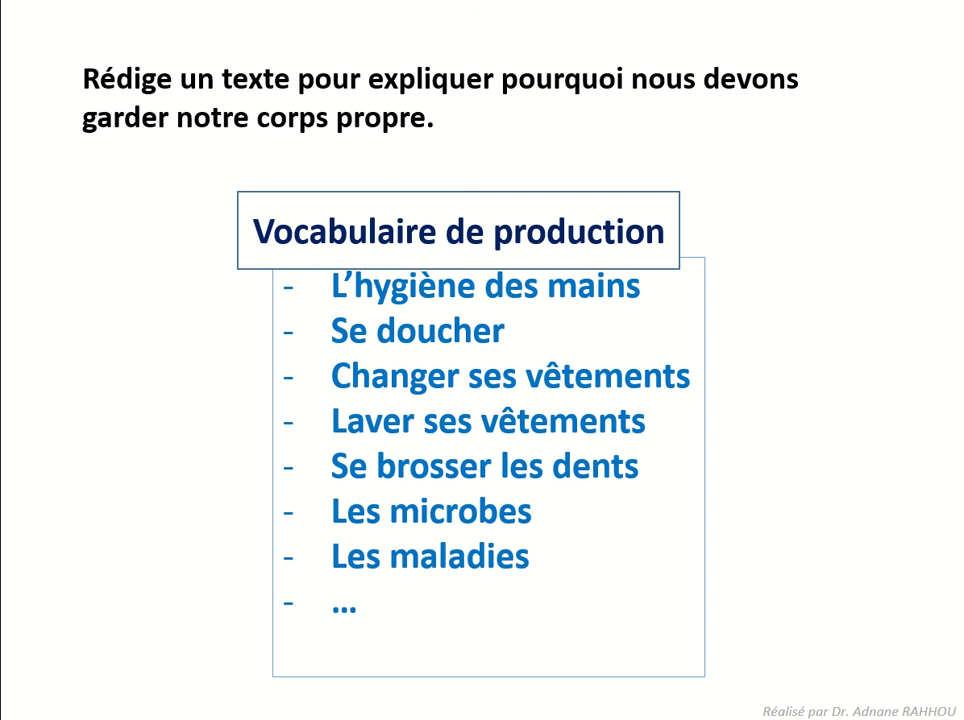 Rédige un texte pour expliquer pourquoi nous devons
garder notre corps propre.
Vocabulaire de production
- L’hygiène des mains
- Se doucher
- Changer ses vêtements
- Laver ses vêtements
- Se brosser les dents
- Les microbes
- Les maladies
- ...
Réalisé par Dr. Adnane RAHHOU